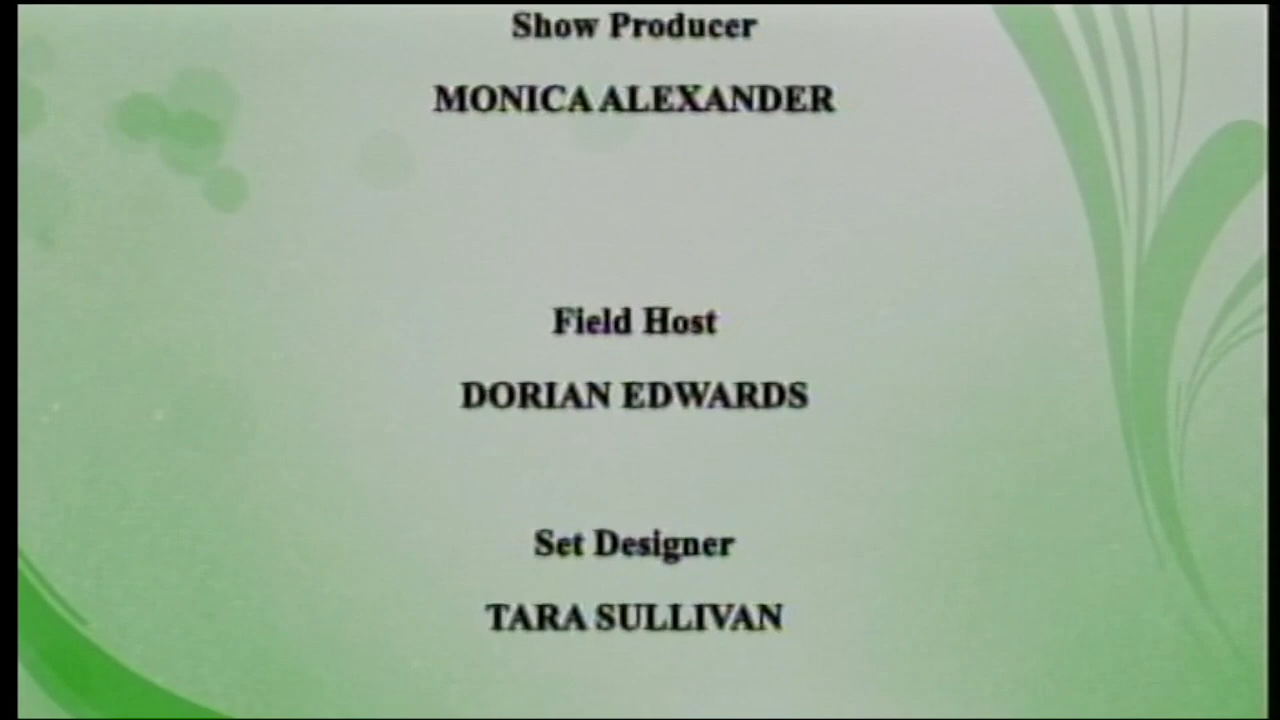 Show Producer
MONICA ALEXANDER
Field Host
DORIAN EDWARDS
Set Designer
TARA SULLIVAN